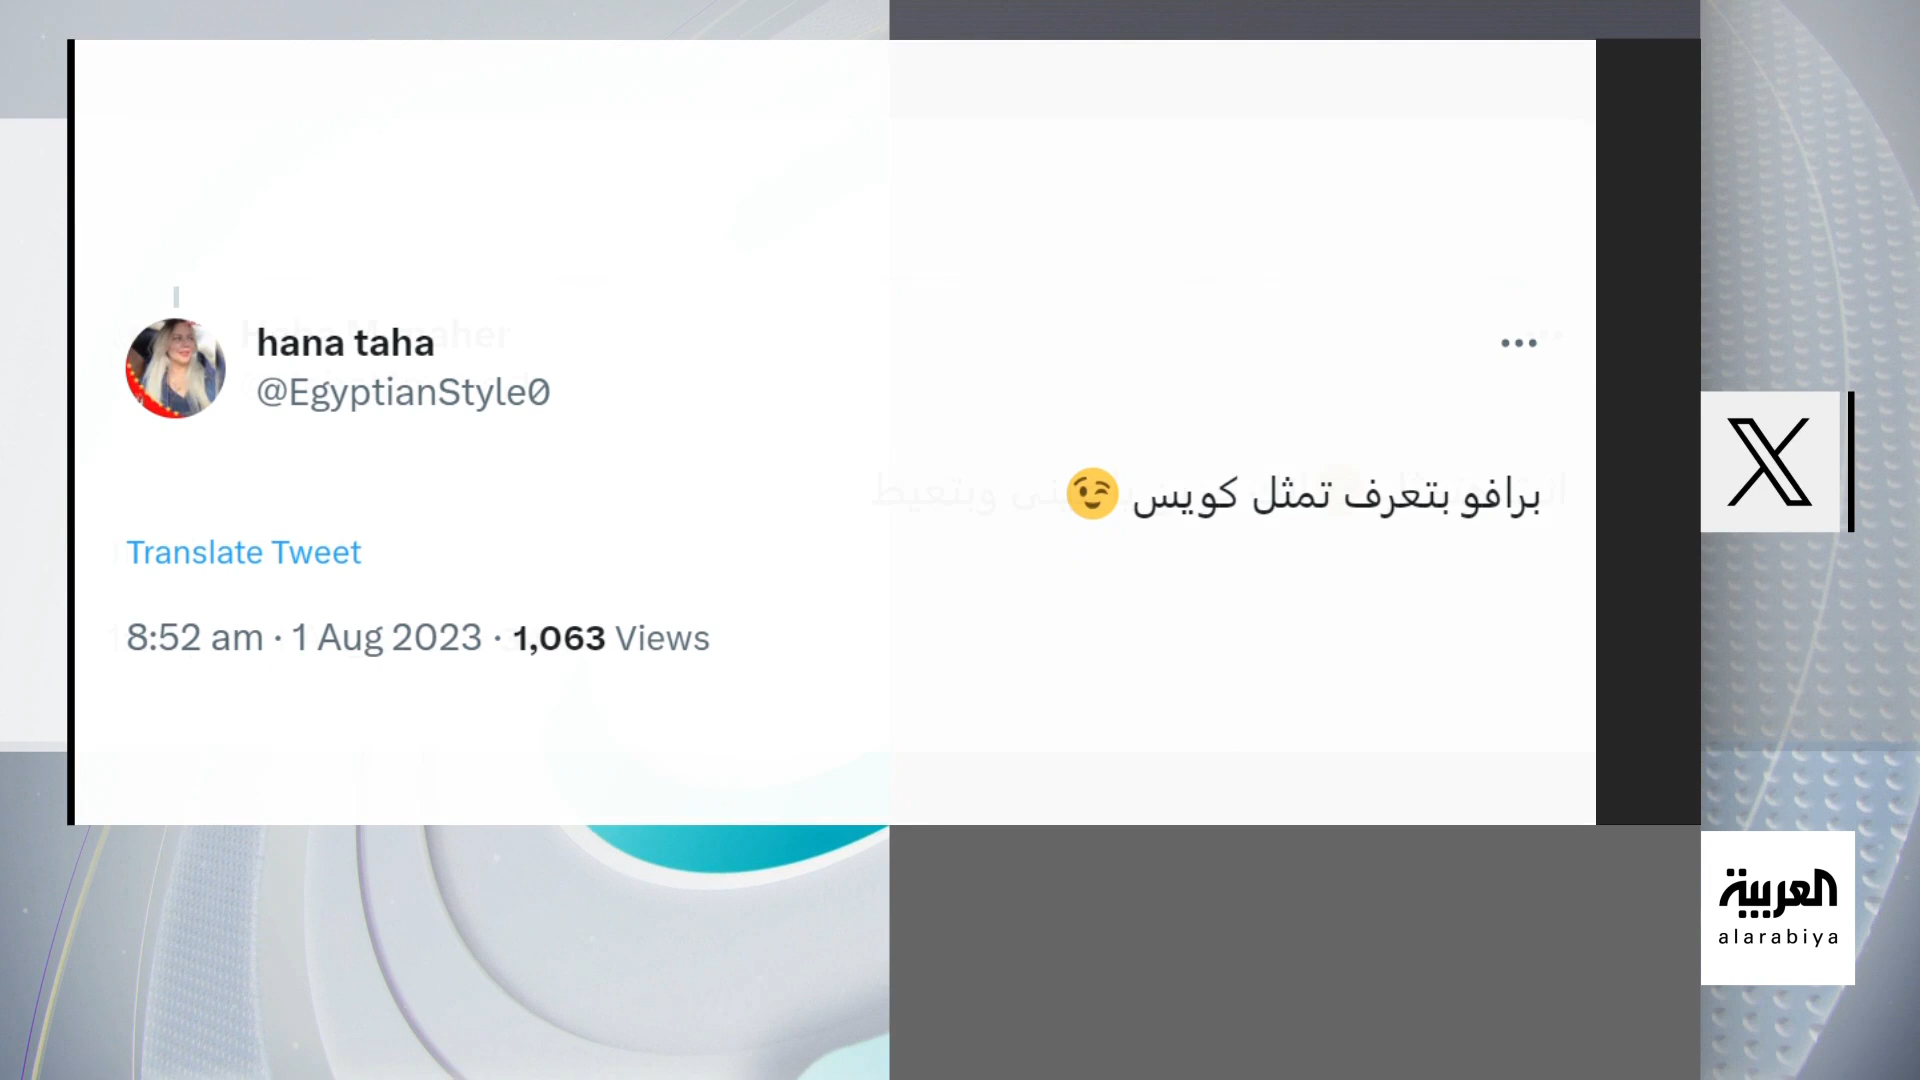 hana taha
@EgyptianStyle0
برافو بتعرف تمثل كويس 😉
Translate Tweet
8:52 am · 1 Aug 2023 · 1,063 Views
العربية
alarabiya